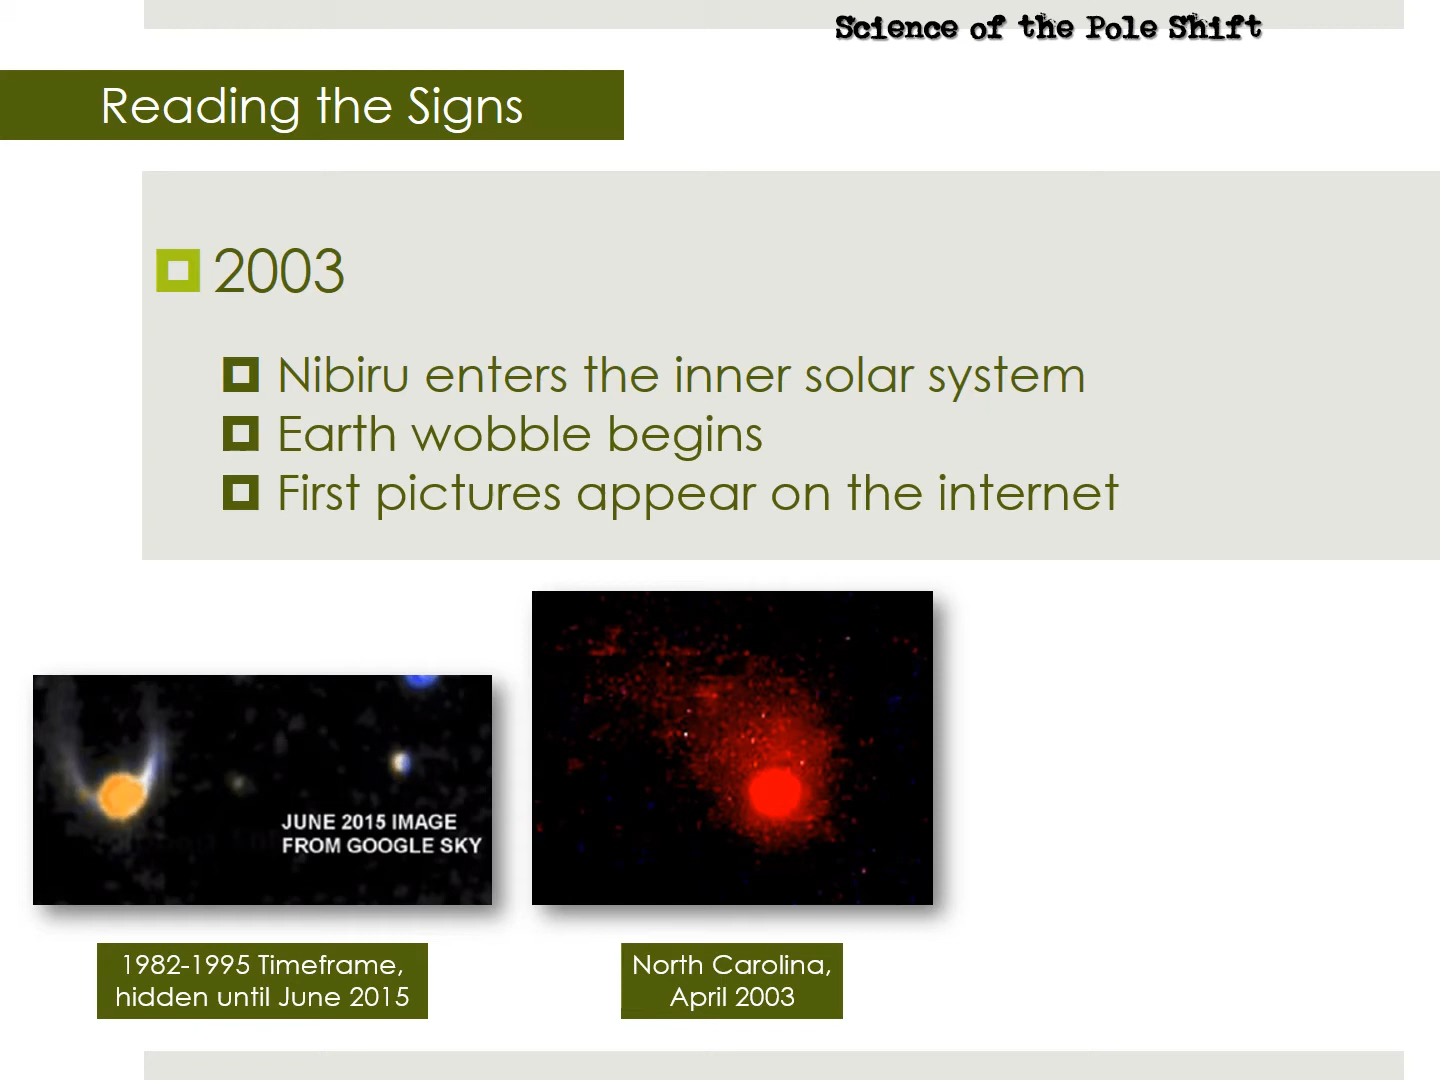 Science of the Pole Shift
Reading the Signs
2003
Nibiru enters the inner solar system
Earth wobble begins
First pictures appear on the internet
JUNE 2015 IMAGE
FROM GOOGLE SKY
1982-1995 Timeframe,
hidden until June 2015
North Carolina,
April 2003